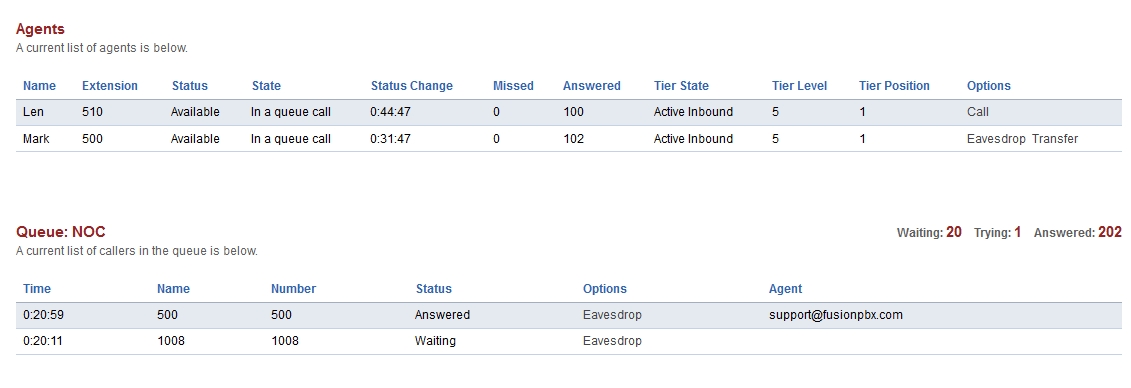 Agents
A current list of agents is below.
Name Extension Status State Status Change Missed Answered Tier State Tier Level Tier Position Options
Len 510 Available In a queue call 0:44:47 0 100 Active Inbound 5 1 Call
Mark 500 Available In a queue call 0:31:47 0 102 Active Inbound 5 1 Eavesdrop Transfer
Queue: NOC Waiting: 20 Trying: 1 Answered: 202
A current list of callers in the queue is below.
Time Name Number Status Options Agent
0:20:59 500 500 Answered Eavesdrop support@fusionpbx.com
0:20:11 1008 1008 Waiting Eavesdrop